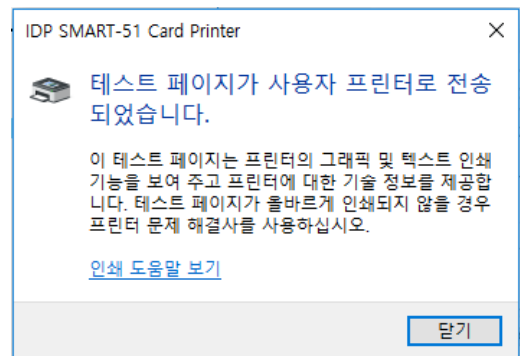 IDP SMART-51 Card Printer
테스트 페이지가 사용자 프린터로 전송
되었습니다.
이 테스트 페이지는 프린터의 그래픽 및 텍스트 인쇄
기능을 보여 주고 프린터에 대한 기술 정보를 제공합
니다. 테스트 페이지가 올바르게 인쇄되지 않을 경우
프린터 문제 해결사를 사용하십시오.
인쇄 도움말 보기
닫기